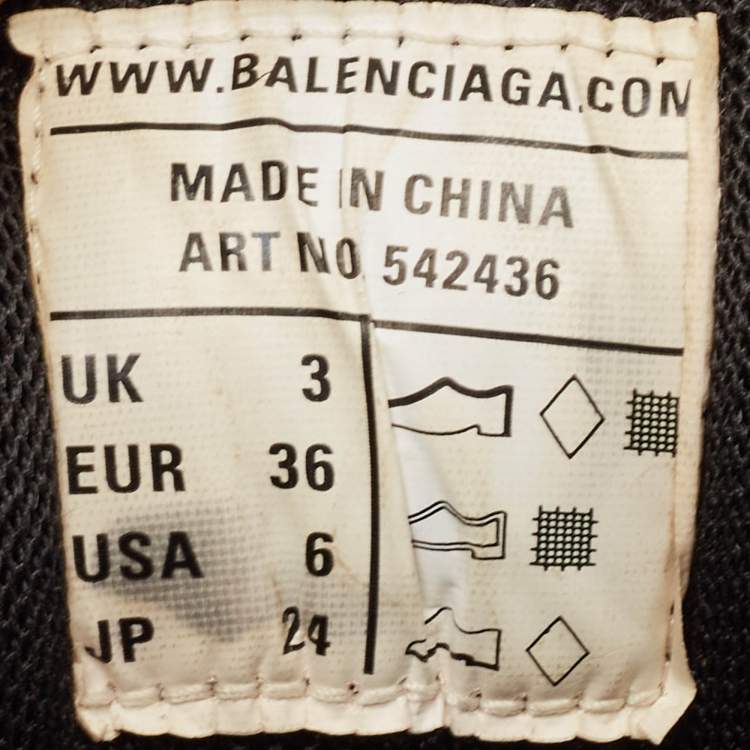 WWW.BALENCIAGA.COM
MADE IN CHINA
ART NO. 542436
UK 3
EUR 36
USA 6
JP 24